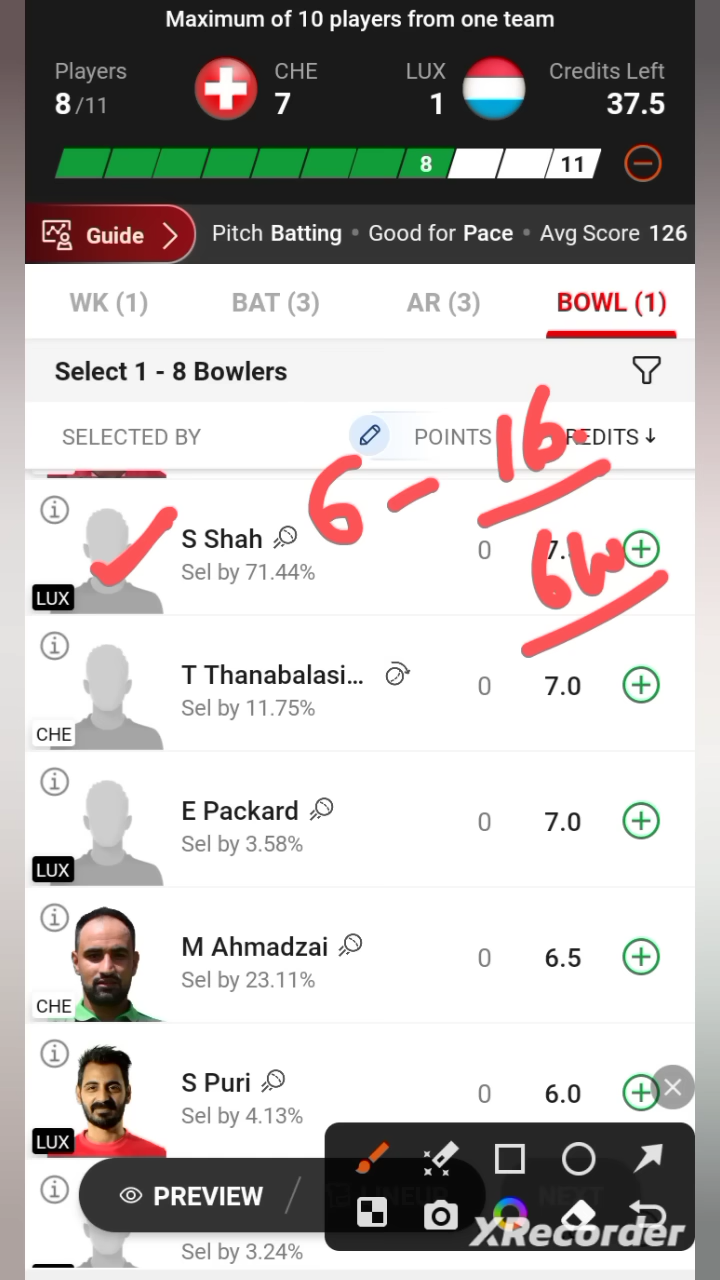 Maximum of 10 players from one team
Players CHE LUX Credits Left
8/11 7 1 37.5
8 11
Guide Pitch Batting • Good for Pace • Avg Score 126
WK (1) BAT (3) AR (3) BOWL (1)
Select 1 - 8 Bowlers
SELECTED BY POINTS REDITS ↓
6 - 16
S Shah 0 7.
Sel by 71.44%
LUX
6W
T Thanabalasi... 0 7.0
Sel by 11.75%
CHE
E Packard 0 7.0
Sel by 3.58%
LUX
M Ahmadzai 0 6.5
Sel by 23.11%
CHE
S Puri 0 6.0
Sel by 4.13%
LUX
PREVIEW
NEXT
XRecorder
Sel by 3.24%